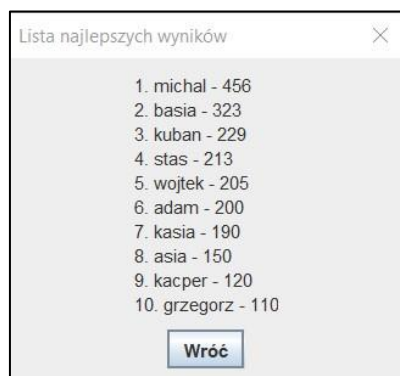 Lista najlepszych wyników
1. michal - 456
2. basia - 323
3. kuban - 229
4. stas - 213
5. wojtek - 205
6. adam - 200
7. kasia - 190
8. asia - 150
9. kacper - 120
10. grzegorz - 110
Wróć